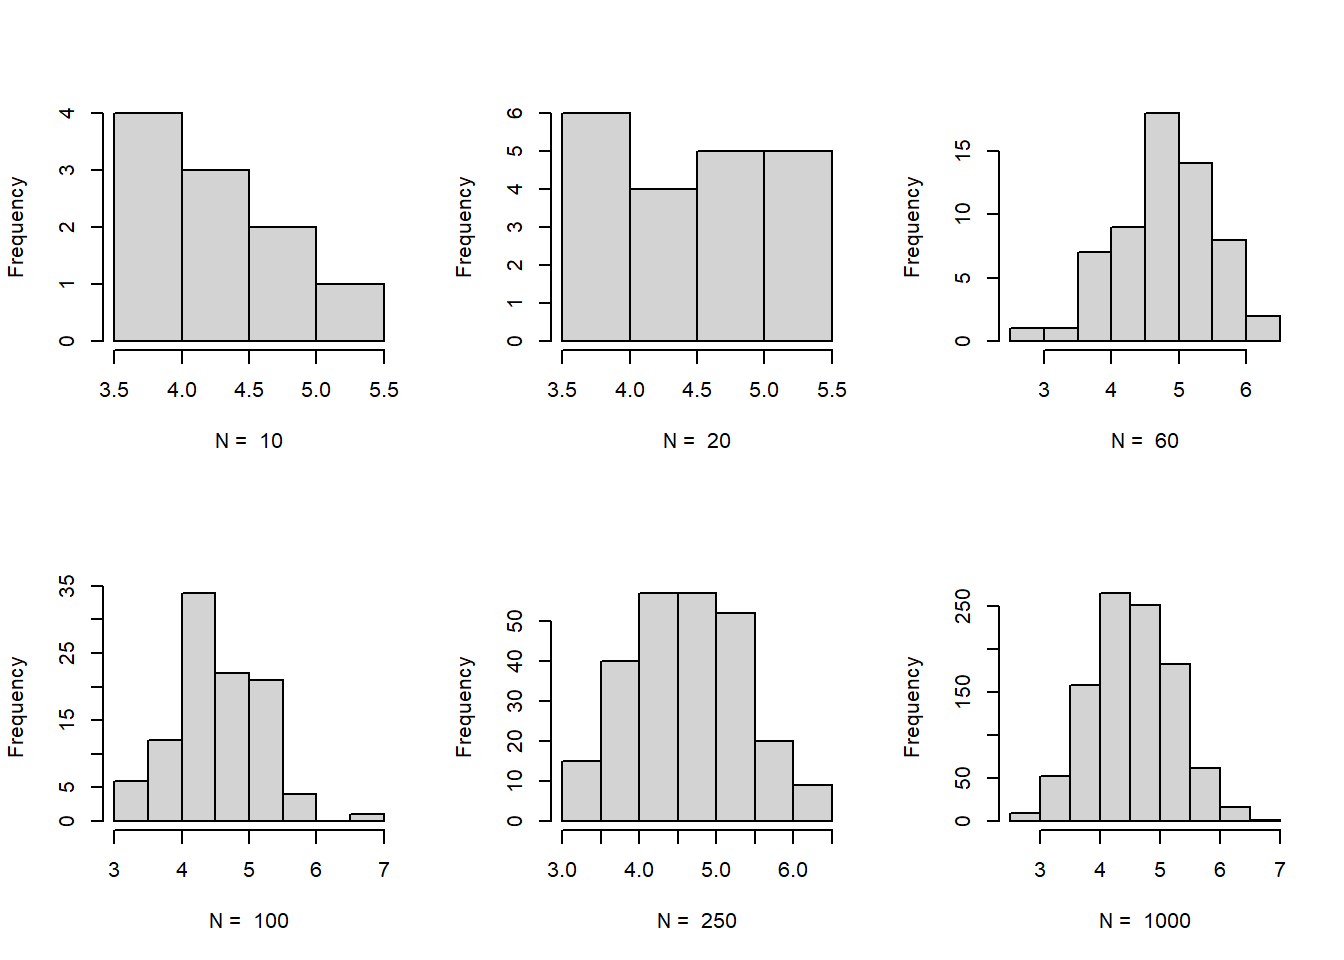 Frequency
0 1 2 3 4
3.5 4.0 4.5 5.0 5.5
N = 10
Frequency
0 1 2 3 4 5 6
3.5 4.0 4.5 5.0 5.5
N = 20
Frequency
0 5 10 15
3 4 5 6
N = 60
Frequency
0 5 15 25 35
3 4 5 6 7
N = 100
Frequency
0 10 20 30 40 50
3.0 4.0 5.0 6.0
N = 250
Frequency
0 50 150 250
3 4 5 6 7
N = 1000